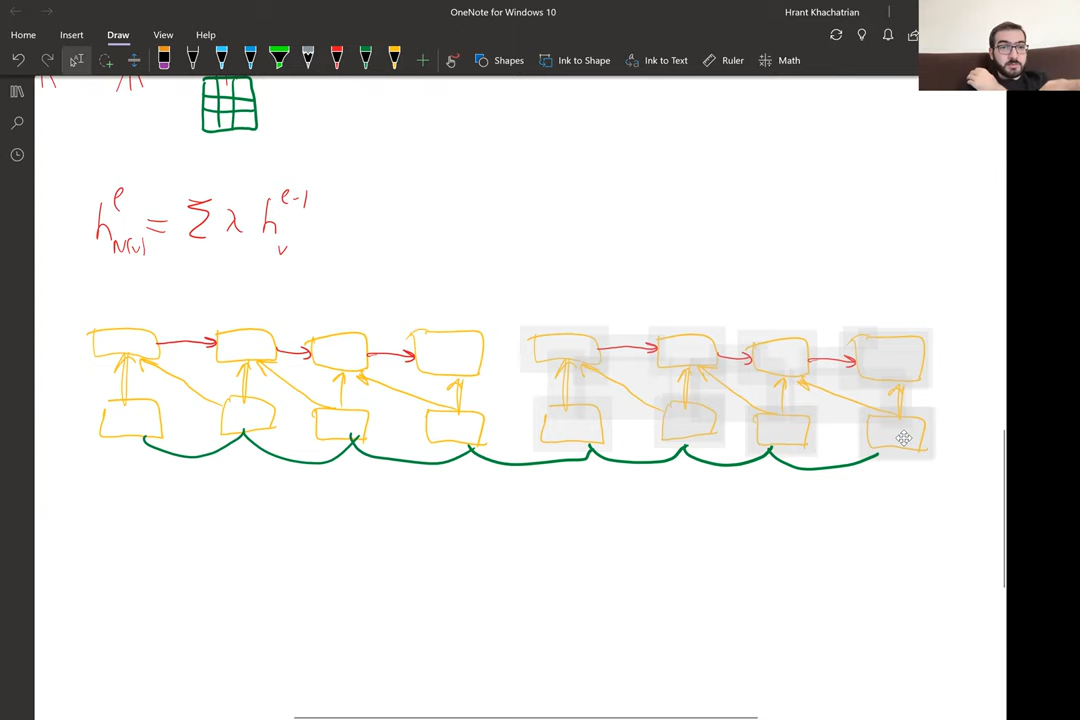 OneNote for Windows 10
Hrant Khachatrian
Home Insert Draw View Help
Shapes Ink to Shape Ink to Text Ruler Math
h^ℓ_{N(v)} = Σ λ h^{ℓ-1}_v